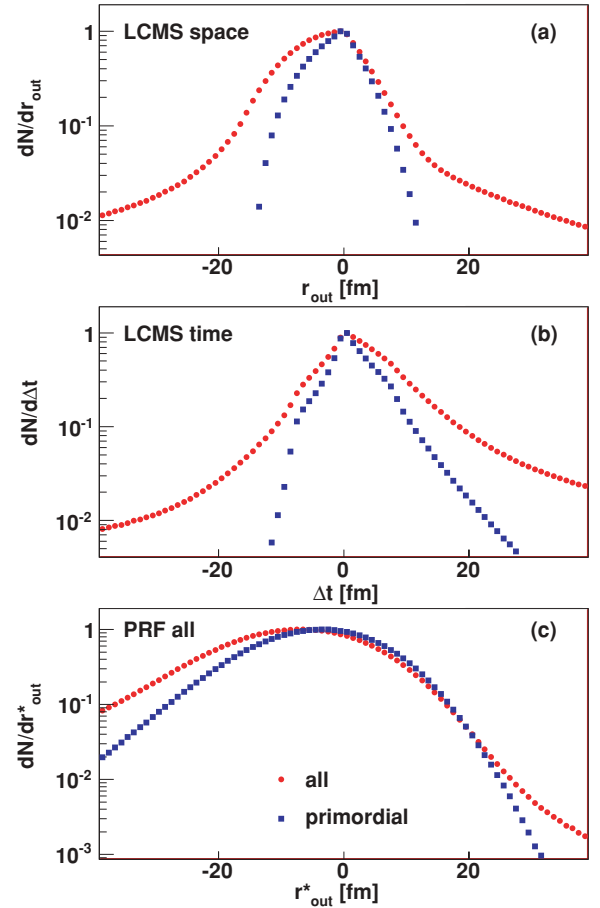 LCMS space
(a)
dN/dr_out
1
10^-1
10^-2
-20 0 20
r_out [fm]
LCMS time
(b)
dN/dΔt
1
10^-1
10^-2
-20 0 20
Δt [fm]
PRF all
(c)
dN/dr*_out
1
10^-1
10^-2
10^-3
all
primordial
-20 0 20
r*_out [fm]